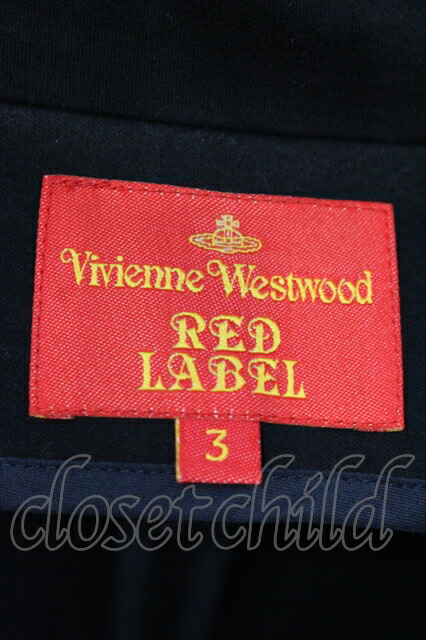 Vivienne Westwood
RED
LABEL
3
closetchild